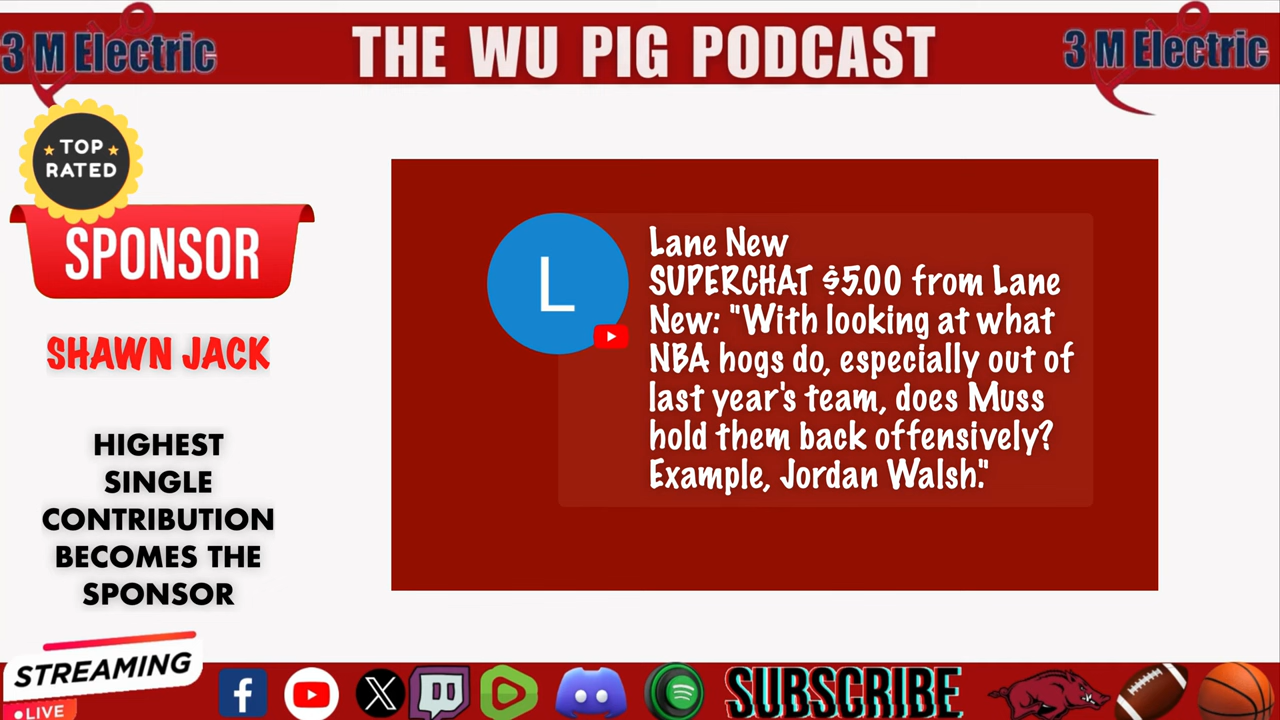 3 M Electric
THE WU PIG PODCAST
3 M Electric
TOP
RATED
SPONSOR
SHAWN JACK
HIGHEST
SINGLE
CONTRIBUTION
BECOMES THE
SPONSOR
L
Lane New
SUPERCHAT $5.00 from Lane
New: "With looking at what
NBA hogs do, especially out of
last year's team, does Muss
hold them back offensively?
Example, Jordan Walsh."
STREAMING
LIVE
SUBSCRIBE